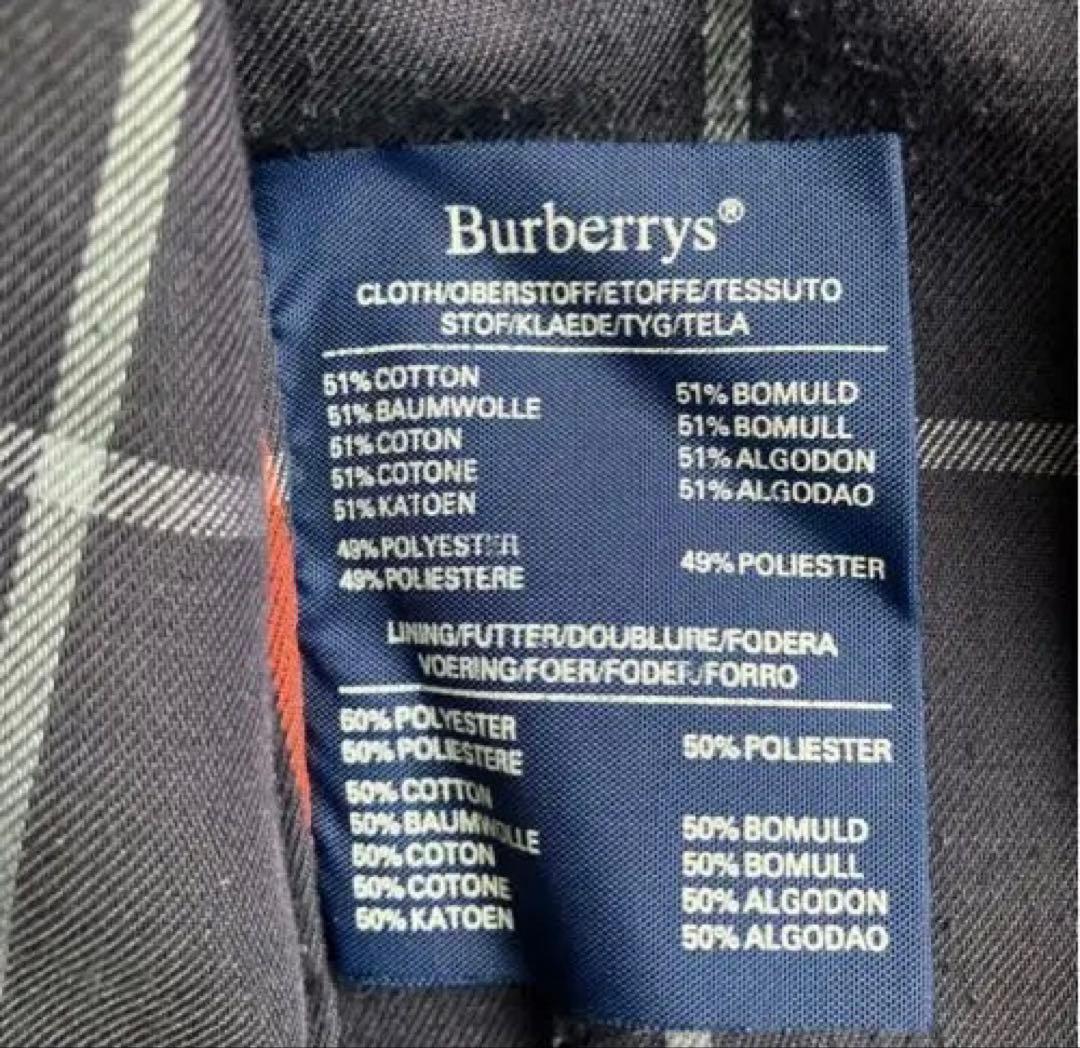 Burberrys®
CLOTH/OBERSTOFF/ETOFFE/TESSUTO
STOF/KLAEDE/TYG/TELA
51% COTTON
51% BAUMWOLLE
51% COTON
51% COTONE
51% KATOEN
51% BOMULD
51% BOMULL
51% ALGODON
51% ALGODAO
49% POLYESTER
49% POLIESTERE
49% POLIESTER
LINING/FUTTER/DOUBLURE/FODERA
VOERING/FOER/FODER/FORRO
50% POLYESTER
50% POLIESTERE
50% POLIESTER
50% COTTON
50% BAUMWOLLE
50% COTON
50% COTONE
50% KATOEN
50% BOMULD
50% BOMULL
50% ALGODON
50% ALGODAO